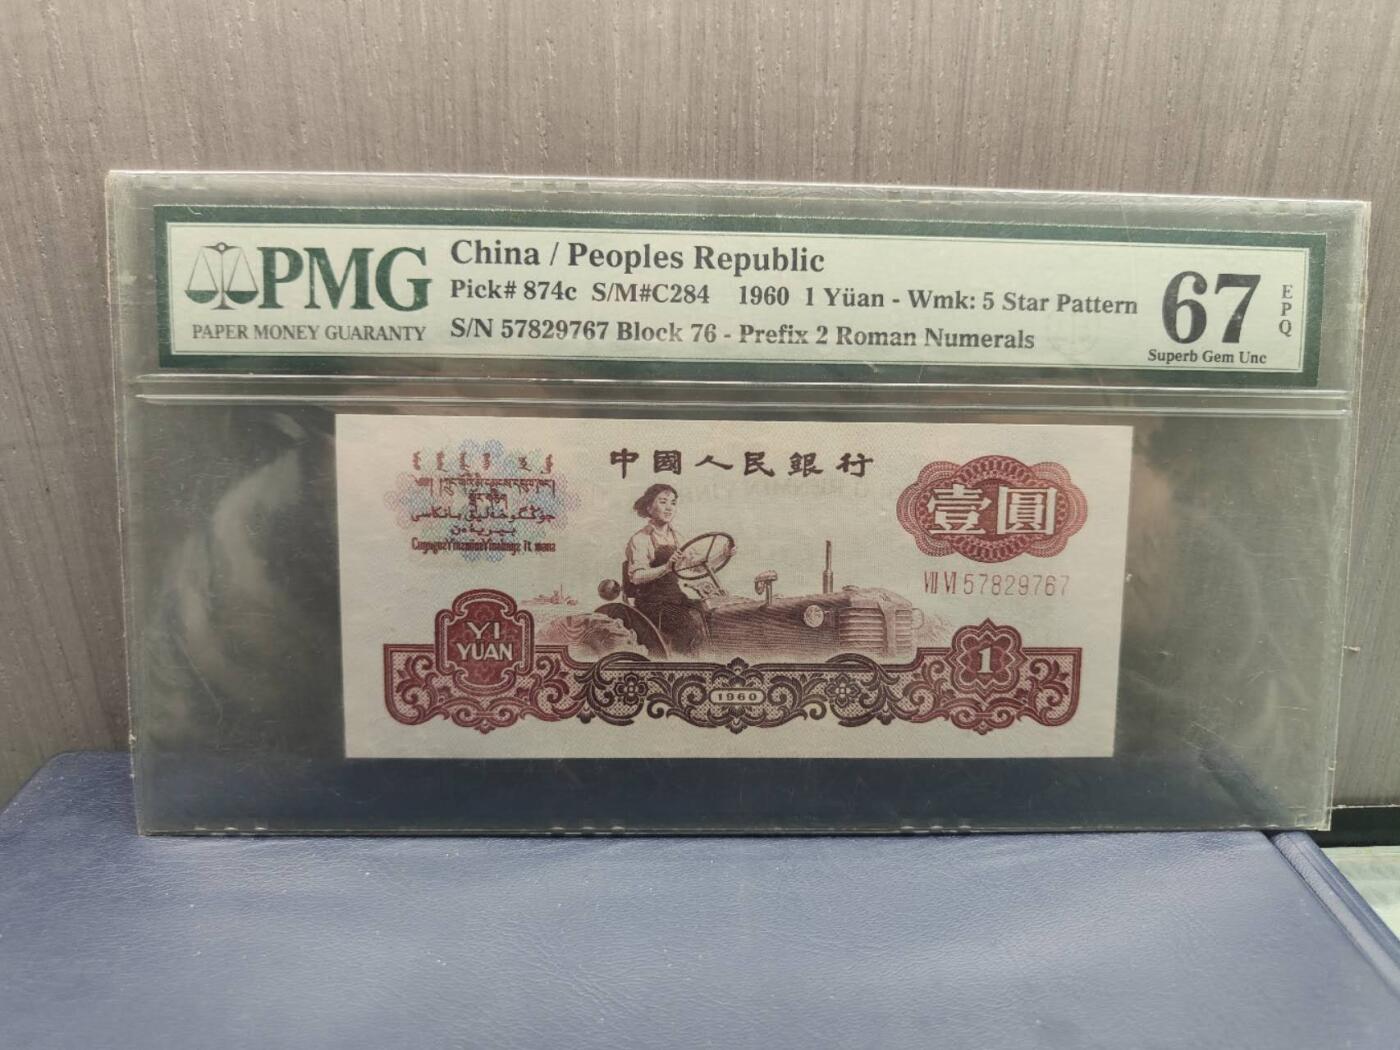 PMG
PAPER MONEY GUARANTY
China / Peoples Republic
Pick# 874c S/M#C284 1960 1 Yüan - Wmk: 5 Star Pattern
S/N 57829767 Block 76 - Prefix 2 Roman Numerals
67
EPQ
Superb Gem Unc
中國人民銀行
壹圓
VII VI 57829767
YI
YUAN
1960
1